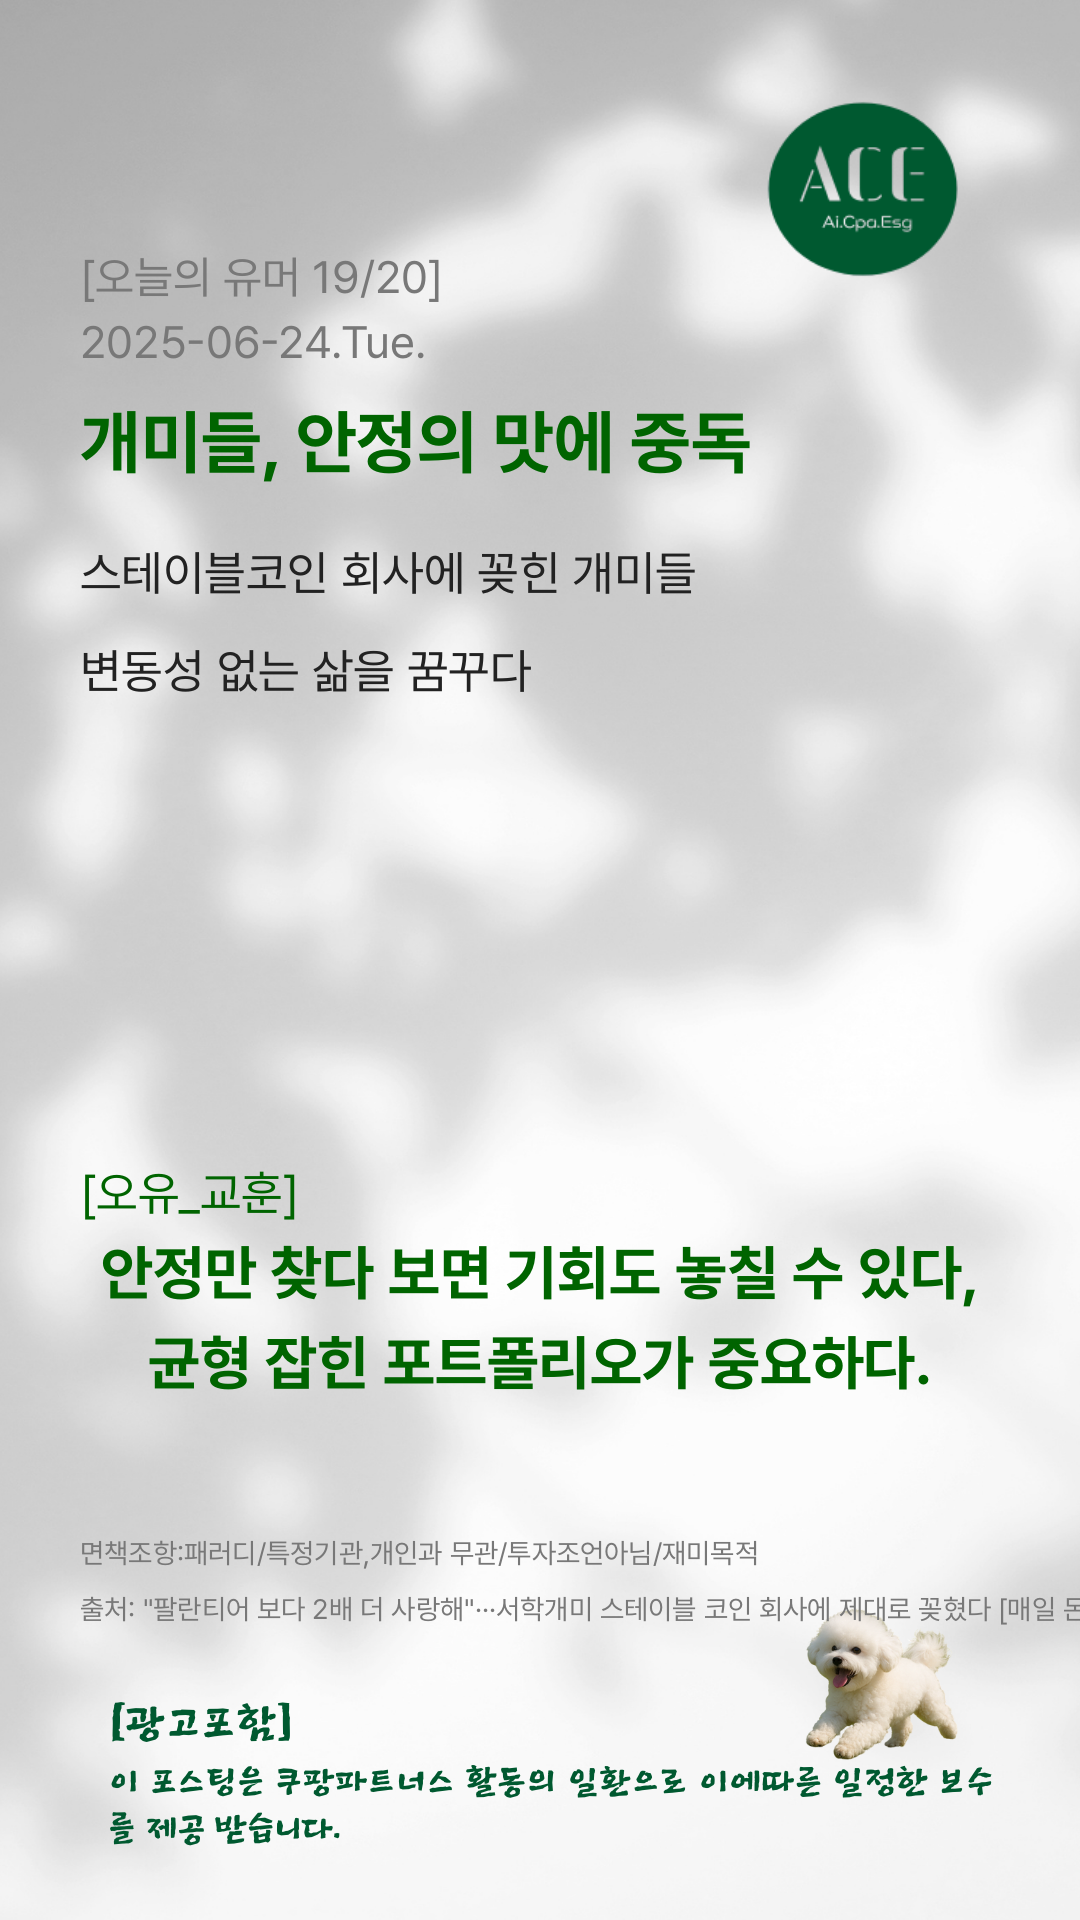 ACE
Ai.Cpa.Esg
[오늘의 유머 19/20]
2025-06-24.Tue.
개미들, 안정의 맛에 중독
스테이블코인 회사에 꽂힌 개미들
변동성 없는 삶을 꿈꾸다
[오유_교훈]
안정만 찾다 보면 기회도 놓칠 수 있다,
균형 잡힌 포트폴리오가 중요하다.
면책조항:패러디/특정기관,개인과 무관/투자조언아님/재미목적
출처: "팔란티어 보다 2배 더 사랑해"…서학개미 스테이블 코인 회사에 제대로 꽂혔다 [매일 돈
[광고포함]
이 포스팅은 쿠팡파트너스 활동의 일환으로 이에따른 일정한 보수
를 제공 받습니다.